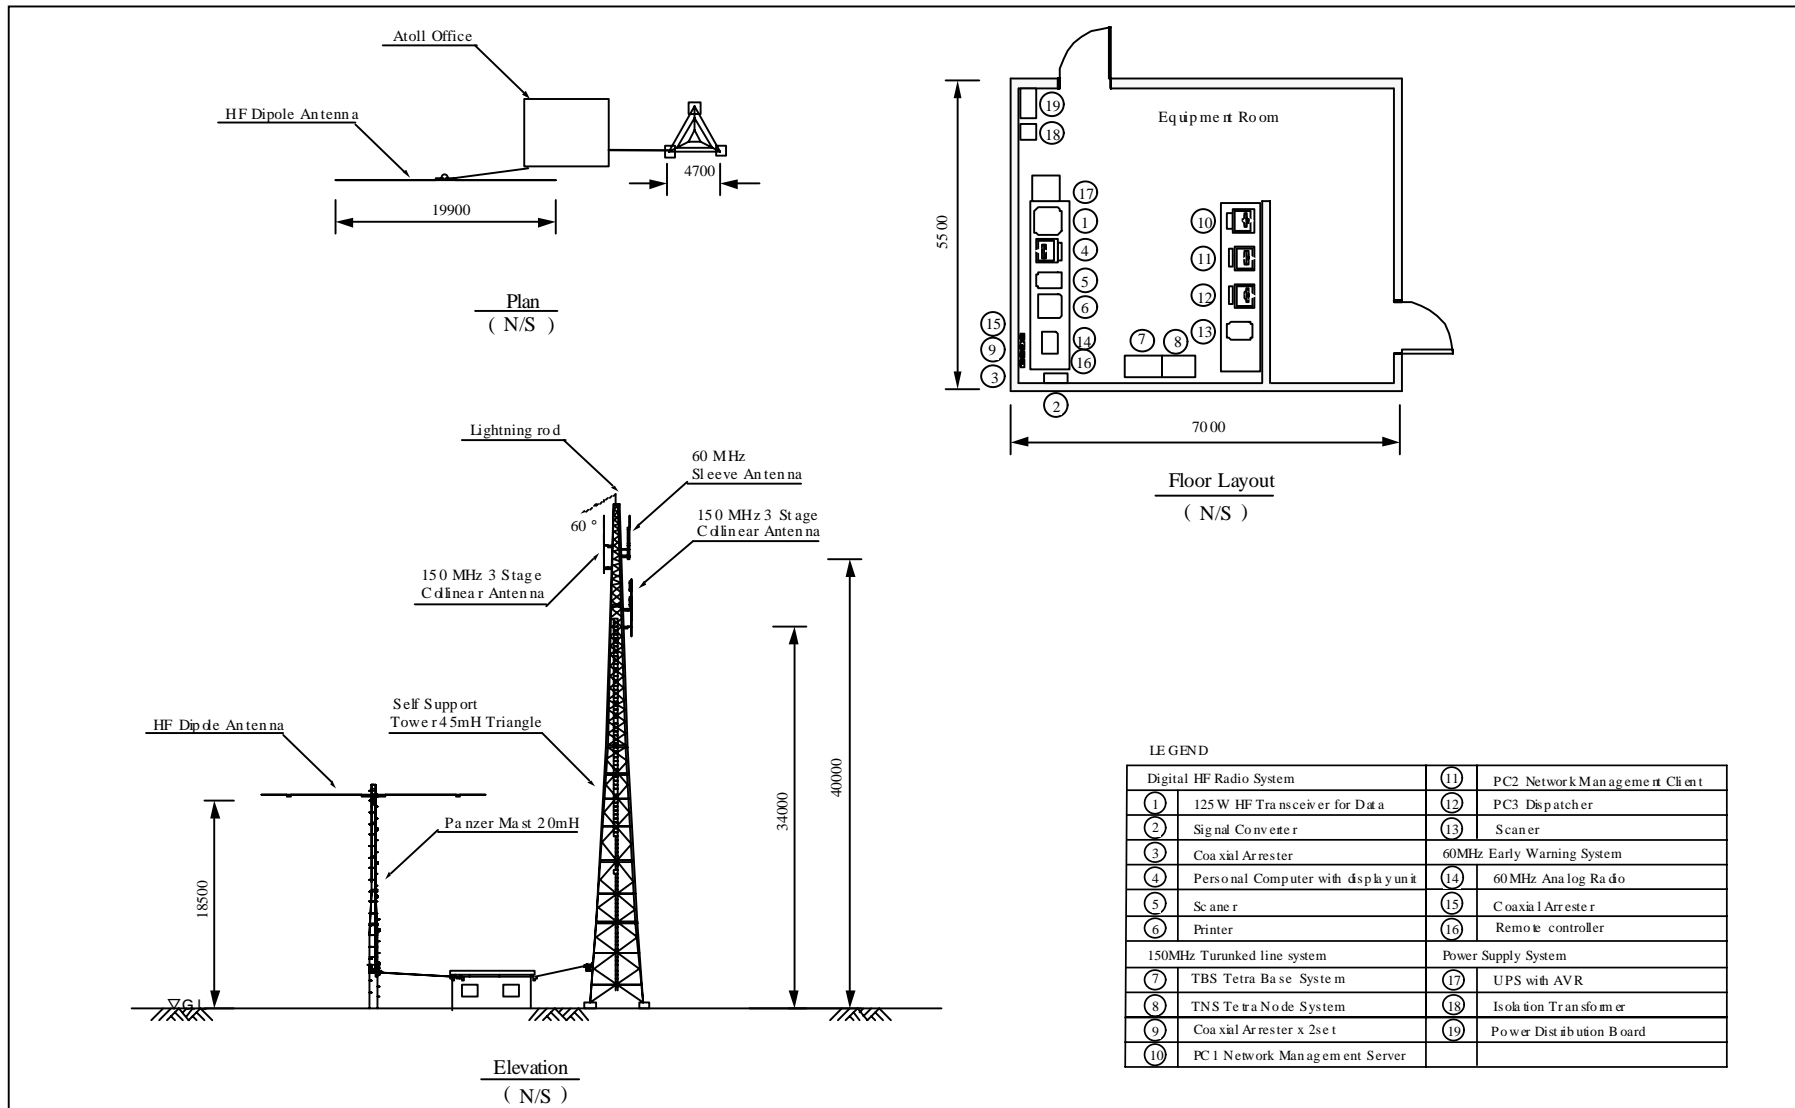 Atoll Office
HF Dipole Antenna
4700
19900
Plan
( N/S )
Equipment Room
19
18
17
1
4
5
6
14
16
15
9
3
2
7
8
10
11
12
13
5500
7000
Floor Layout
( N/S )
Lightning rod
60 MHz
Sleeve Antenna
150 MHz 3 Stage
Collinear Antenna
60 °
150 MHz 3 Stage
Collinear Antenna
Self Support
Tower 45mH Triangle
HF Dipole Antenna
Panzer Mast 20mH
18500
34000
40000
Elevation
( N/S )
LEGEND
Digital HF Radio System
1 125W HF Transceiver for Data
2 Signal Converter
3 Coaxial Arrester
4 Personal Computer with display unit
5 Scaner
6 Printer
150MHz Turunked line system
7 TBS Tetra Base System
8 TNS Tetra Node System
9 Coaxial Arrester x 2set
10 PC1 Network Management Server
11 PC2 Network Management Client
12 PC3 Dispatcher
13 Scaner
60MHz Early Warning System
14 60MHz Analog Radio
15 Coaxial Arrester
16 Remote controller
Power Supply System
17 UPS with AVR
18 Isolation Transformer
19 Power Distribution Board